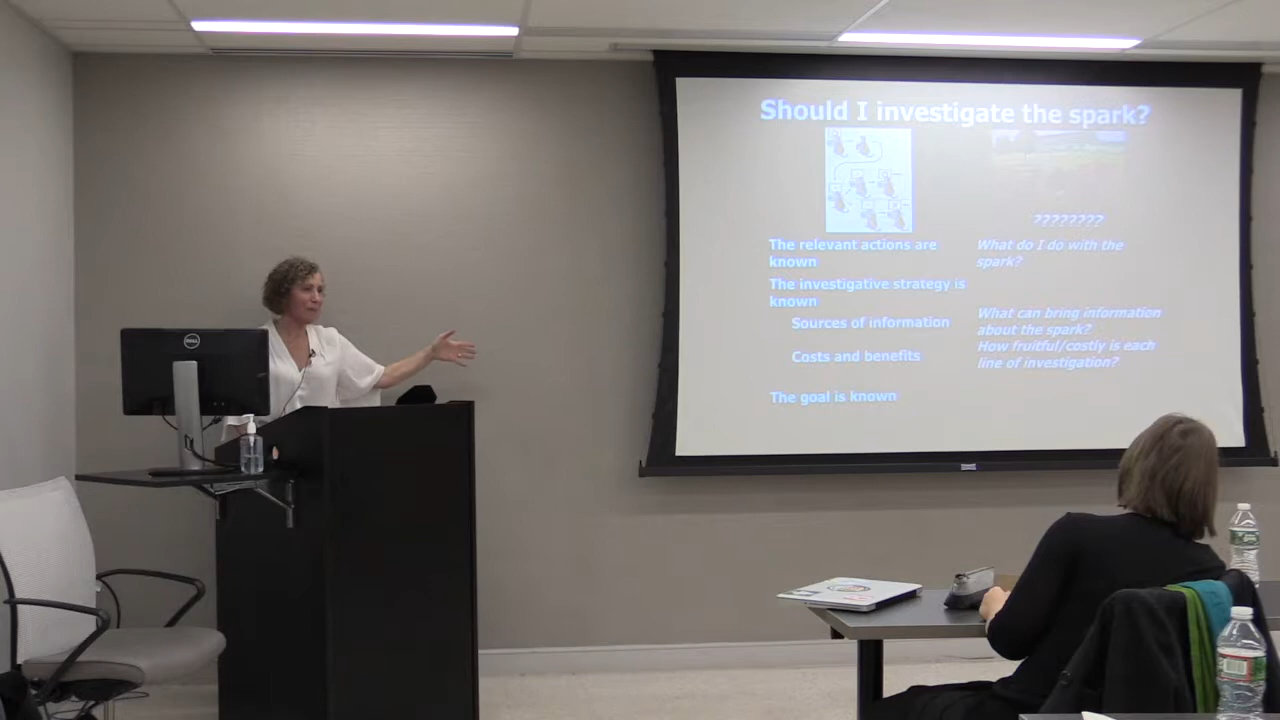 Should I investigate the spark?
????????
The relevant actions are
known
What do I do with the
spark?
The investigative strategy is
known
Sources of information
What can bring information
about the spark?
Costs and benefits
How fruitful/costly is each
line of investigation?
The goal is known
DELL